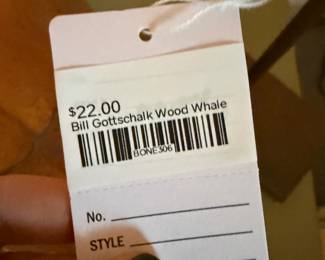 $22.00
Bill Gottschalk Wood Whale
BONE306
No.
STYLE